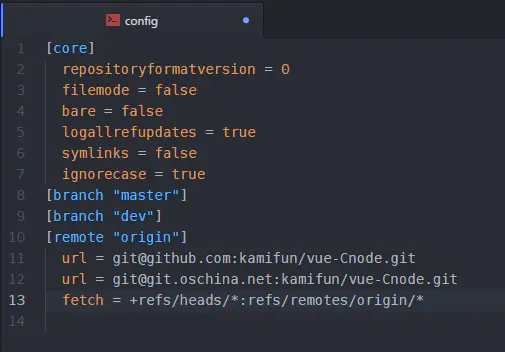 config
1 [core]
2 repositoryformatversion = 0
3 filemode = false
4 bare = false
5 logallrefupdates = true
6 symlinks = false
7 ignorecase = true
8 [branch "master"]
9 [branch "dev"]
10 [remote "origin"]
11 url = git@github.com:kamifun/vue-Cnode.git
12 url = git@git.oschina.net:kamifun/vue-Cnode.git
13 fetch = +refs/heads/*:refs/remotes/origin/*
14